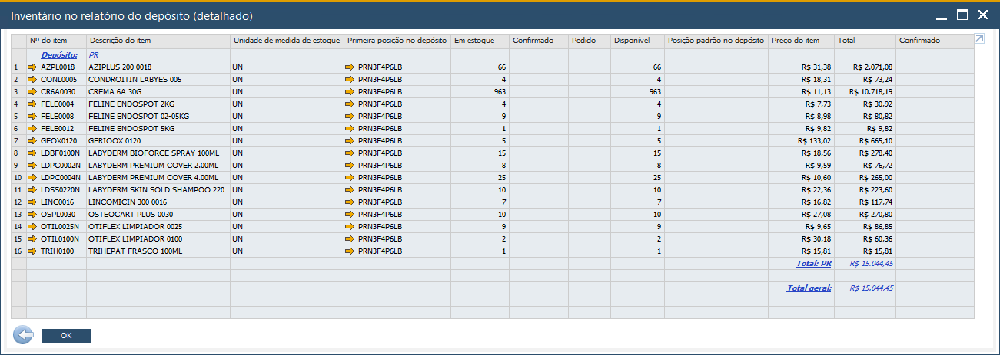 Inventário no relatório do depósito (detalhado)
Nº do item Descrição do item Unidade de medida de estoque Primeira posição no depósito Em estoque Confirmado Pedido Disponível Posição padrão no depósito Preço do item Total Confirmado
Depósito: PR
1 AZPL0018 AZIPLUS 200 0018 UN PRN3F4P6LB 66 66 R$ 31,38 R$ 2.071,08
2 CONL0005 CONDROITIN LABYES 005 UN PRN3F4P6LB 4 4 R$ 18,31 R$ 73,24
3 CR6A0030 CREMA 6A 30G UN PRN3F4P6LB 963 963 R$ 11,13 R$ 10.718,19
4 FELE0004 FELINE ENDOSPOT 2KG UN PRN3F4P6LB 4 4 R$ 7,73 R$ 30,92
5 FELE0008 FELINE ENDOSPOT 02-05KG UN PRN3F4P6LB 9 9 R$ 8,98 R$ 80,82
6 FELE0012 FELINE ENDOSPOT 5KG UN PRN3F4P6LB 1 1 R$ 9,82 R$ 9,82
7 GEOX0120 GERIOOX 0120 UN PRN3F4P6LB 5 5 R$ 133,02 R$ 665,10
8 LDBF0100N LABYDERM BIOFORCE SPRAY 100ML UN PRN3F4P6LB 15 15 R$ 18,56 R$ 278,40
9 LDPC0002N LABYDERM PREMIUM COVER 2.00ML UN PRN3F4P6LB 8 8 R$ 9,59 R$ 76,72
10 LDPC0004N LABYDERM PREMIUM COVER 4.00ML UN PRN3F4P6LB 25 25 R$ 10,60 R$ 265,00
11 LDSS0220N LABYDERM SKIN SOLD SHAMPOO 220 UN PRN3F4P6LB 10 10 R$ 22,36 R$ 223,60
12 LINC0016 LINCOMICIN 300 0016 UN PRN3F4P6LB 7 7 R$ 16,82 R$ 117,74
13 OSPL0030 OSTEOCART PLUS 0030 UN PRN3F4P6LB 10 10 R$ 27,08 R$ 270,80
14 OTIL0025N OTIFLEX LIMPIADOR 0025 UN PRN3F4P6LB 9 9 R$ 9,65 R$ 86,85
15 OTIL0100N OTIFLEX LIMPIADOR 0100 UN PRN3F4P6LB 2 2 R$ 30,18 R$ 60,36
16 TRIH0100 TRIHEPAT FRASCO 100ML UN PRN3F4P6LB 1 1 R$ 15,81 R$ 15,81
Total: PR R$ 15.044,45
Total geral: R$ 15.044,45
OK